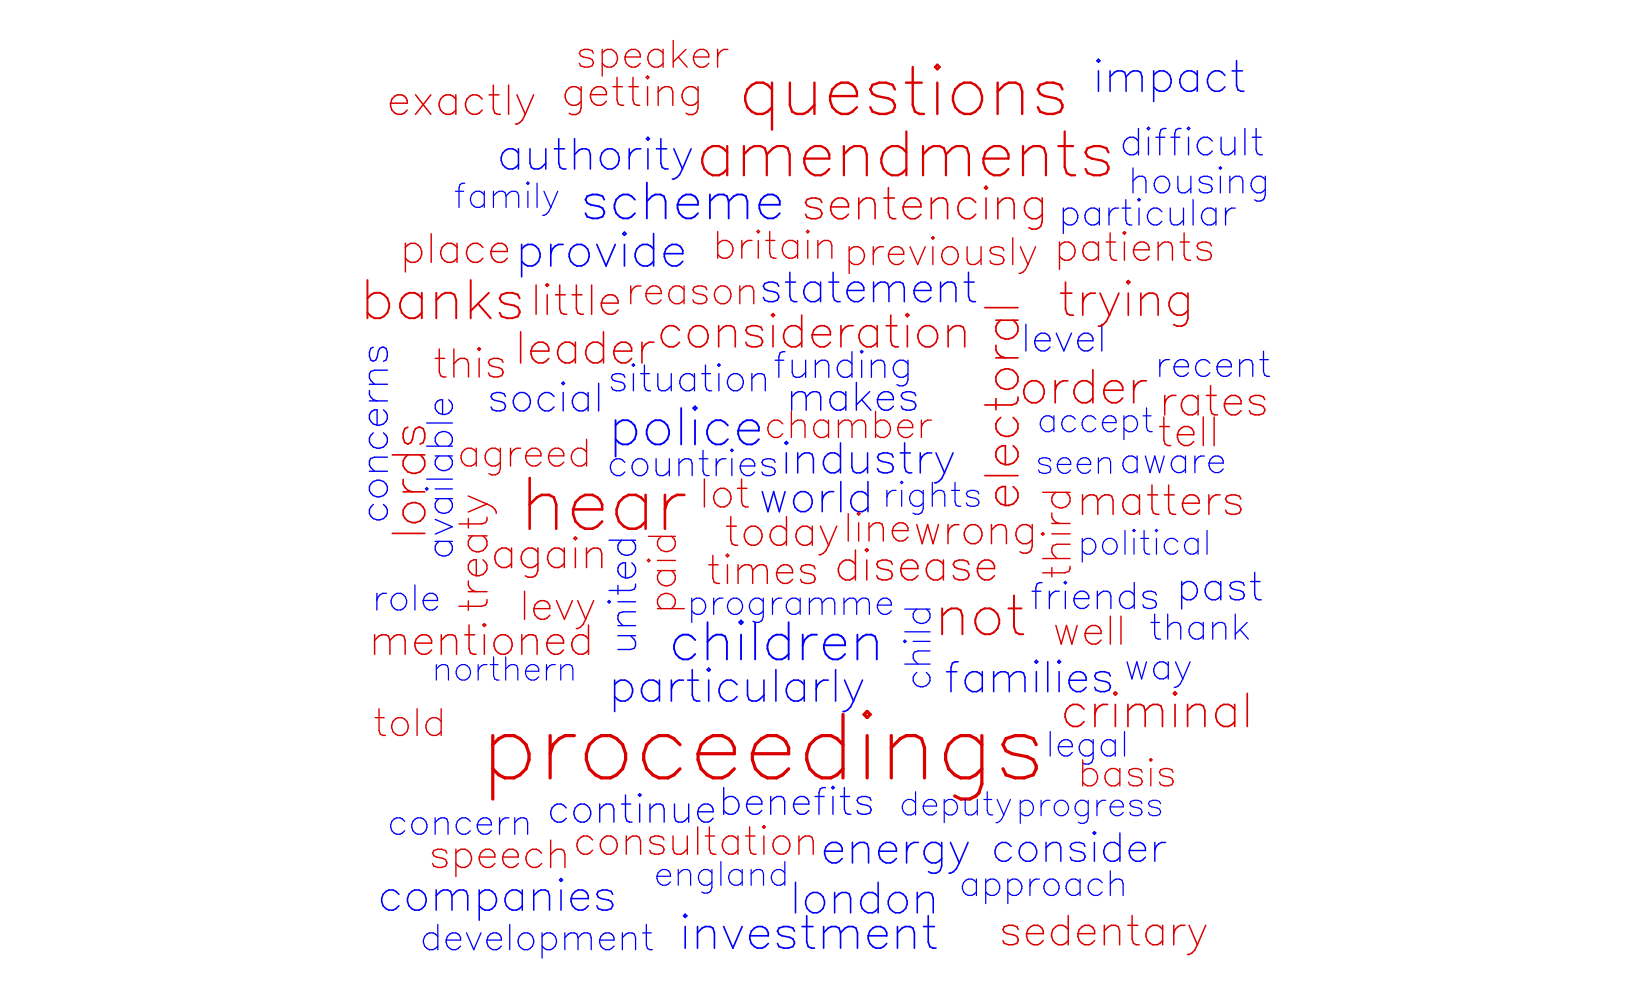 speaker
exactly getting questions impact
authority amendments difficult
family scheme sentencing housing
particular
place provide britain previously patients
banks little reason statement trying
leader consideration electoral level
concerns this situation funding recent
social makes order rates
available police chamber accept tell
lords agreed countries industry seen aware
hear lot world rights matters
treaty today line wrong third
again united paid times disease political
role levy programme child not friends past
mentioned children well thank
northern particularly families way
told proceedings criminal
legal
basis
concern continue benefits deputy progress
speech consultation energy consider
england approach
companies london
development investment sedentary